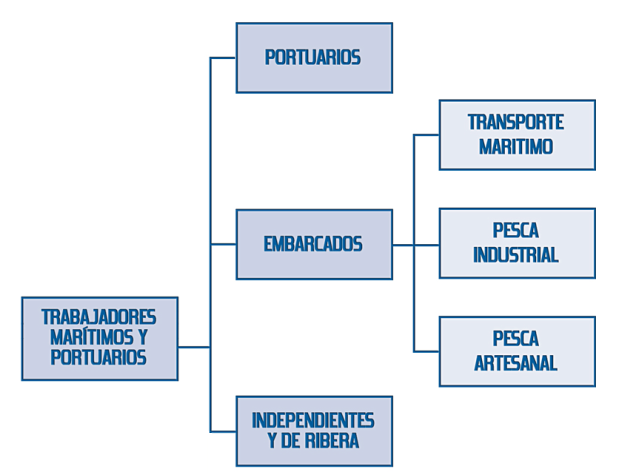 PORTUARIOS
TRANSPORTE
MARITIMO
EMBARCADOS
PESCA
INDUSTRIAL
TRABAJADORES
MARÍTIMOS Y
PORTUARIOS
PESCA
ARTESANAL
INDEPENDIENTES
Y DE RIBERA